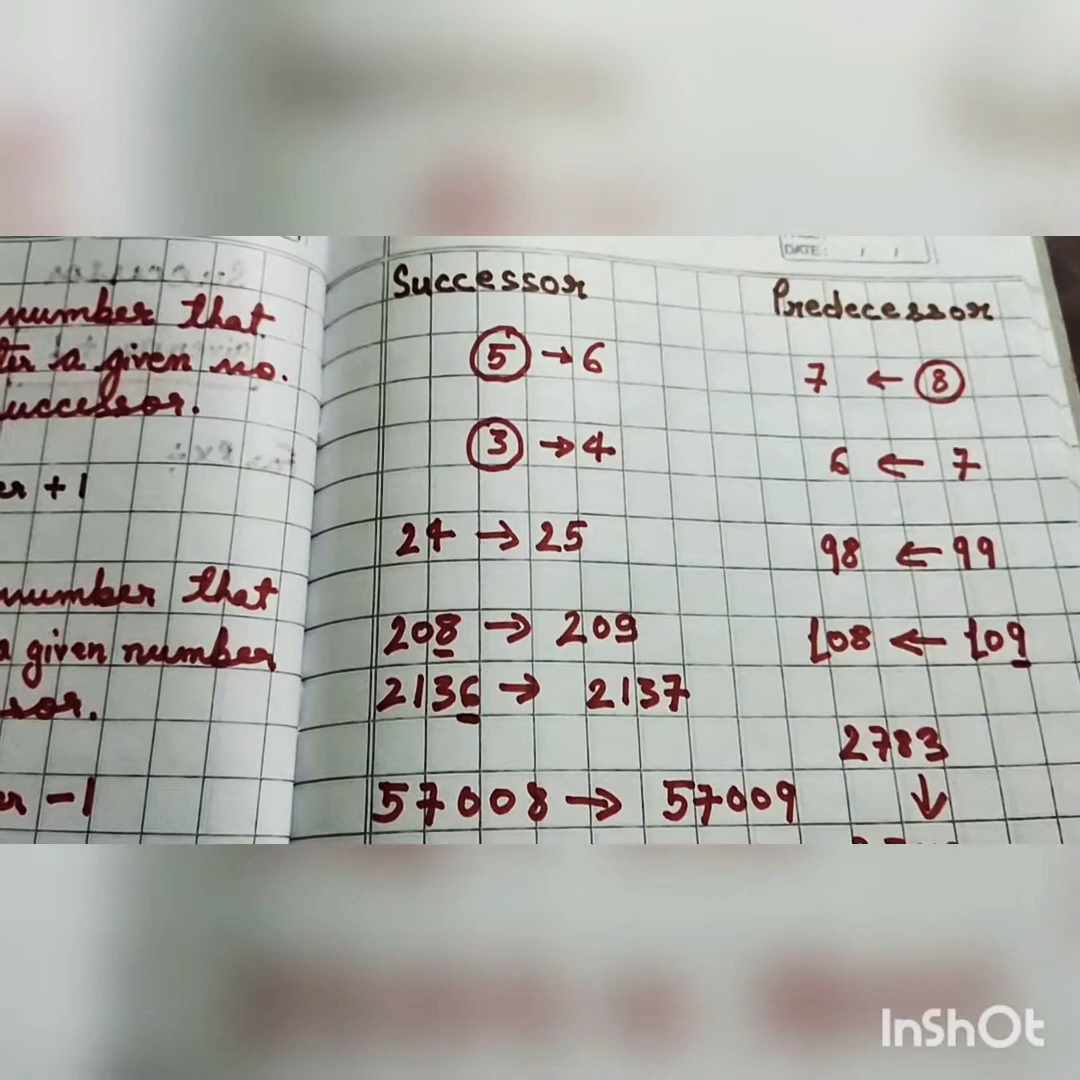 number that
a given no.
successor.
+1
number that
a given number
-1
DATE: / /
Successor
5 → 6
3 → 4
24 → 25
208 → 209
2136 → 2137
57008 → 57009
Predecessor
7 ← 8
6 ← 7
98 ← 99
108 ← 109
2783
↓
InShOt